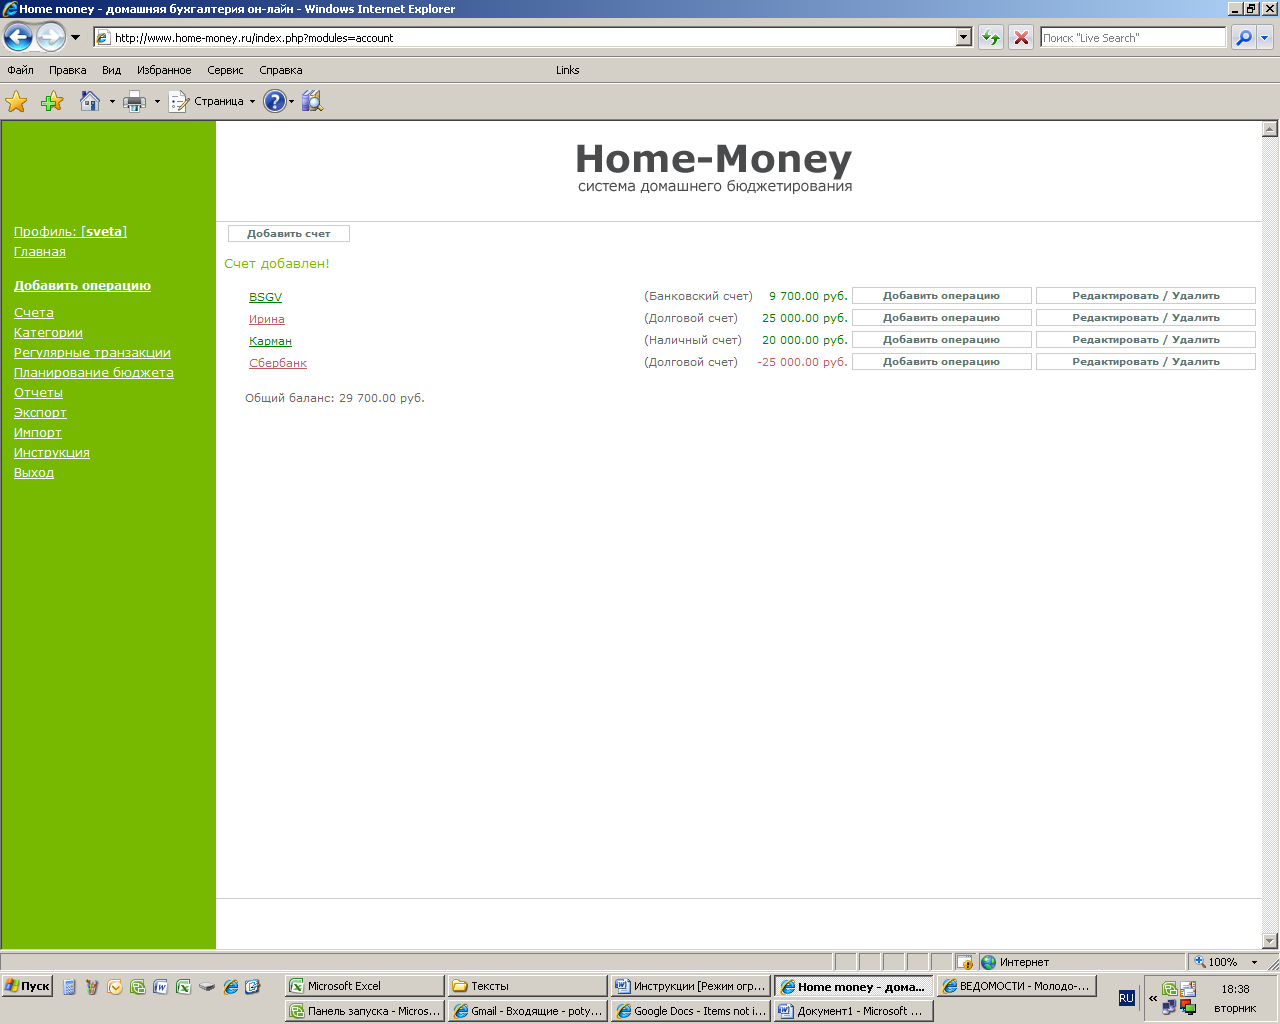 Home money - домашняя бухгалтерия он-лайн - Windows Internet Explorer
http://www.home-money.ru/index.php?modules=account
Поиск "Live Search"
Файл Правка Вид Избранное Сервис Справка Links
Страница
Home-Money
система домашнего бюджетирования
Профиль: [sveta]
Главная
Добавить операцию
Счета
Категории
Регулярные транзакции
Планирование бюджета
Отчеты
Экспорт
Импорт
Инструкция
Выход
Добавить счет
Счет добавлен!
BSGV (Банковский счет) 9 700.00 руб. Добавить операцию Редактировать / Удалить
Ирина (Долговой счет) 25 000.00 руб. Добавить операцию Редактировать / Удалить
Карман (Наличный счет) 20 000.00 руб. Добавить операцию Редактировать / Удалить
Сбербанк (Долговой счет) -25 000.00 руб. Добавить операцию Редактировать / Удалить
Общий баланс: 29 700.00 руб.
Интернет 100%
Пуск Microsoft Excel Тексты Инструкции [Режим огр... Home money - дома... ВЕДОМОСТИ - Молодо-... RU « 18:38
Панель запуска - Micros... Gmail - Входящие - poty... Google Docs - Items not i... Документ1 - Microsoft ... вторник